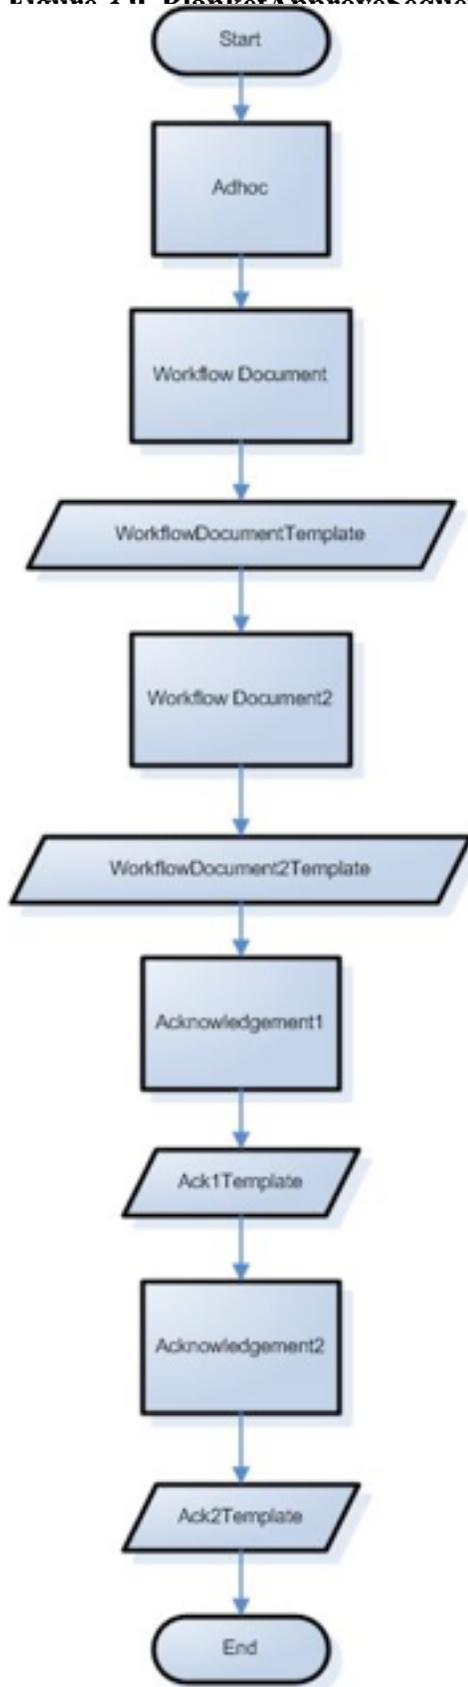 Start
Adhoc
Workflow Document
WorkflowDocumentTemplate
Workflow Document2
WorkflowDocument2Template
Acknowledgement1
Ack1Template
Acknowledgement2
Ack2Template
End